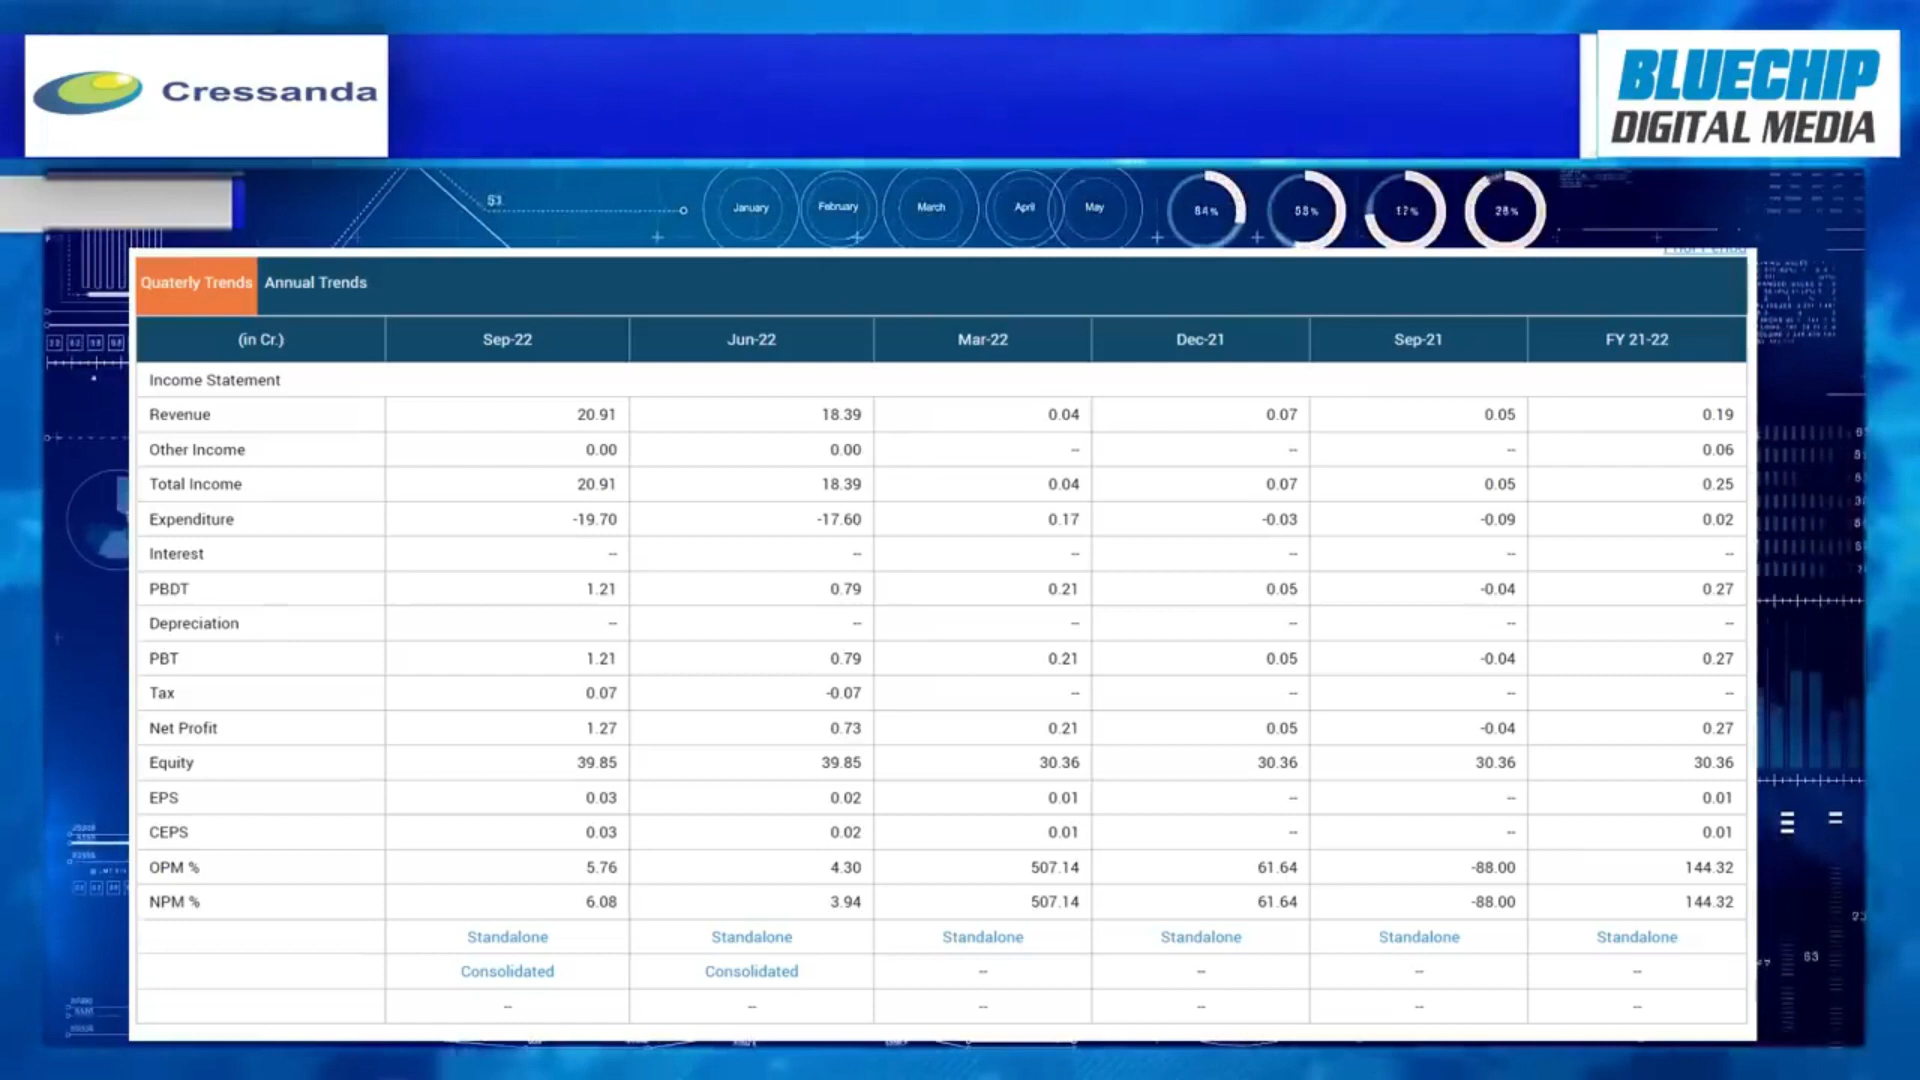 Cressanda
BLUECHIP
DIGITAL MEDIA
51
January February March April May 64% 12% 28%
Quaterly Trends Annual Trends
(in Cr.) Sep-22 Jun-22 Mar-22 Dec-21 Sep-21 FY 21-22
Income Statement
Revenue 20.91 18.39 0.04 0.07 0.05 0.19
Other Income 0.00 0.00 -- -- -- 0.06
Total Income 20.91 18.39 0.04 0.07 0.05 0.25
Expenditure -19.70 -17.60 0.17 -0.03 -0.09 0.02
Interest -- -- -- -- -- --
PBDT 1.21 0.79 0.21 0.05 -0.04 0.27
Depreciation -- -- -- -- -- --
PBT 1.21 0.79 0.21 0.05 -0.04 0.27
Tax 0.07 -0.07 -- -- -- --
Net Profit 1.27 0.73 0.21 0.05 -0.04 0.27
Equity 39.85 39.85 30.36 30.36 30.36 30.36
EPS 0.03 0.02 0.01 -- -- 0.01
CEPS 0.03 0.02 0.01 -- -- 0.01
OPM % 5.76 4.30 507.14 61.64 -88.00 144.32
NPM % 6.08 3.94 507.14 61.64 -88.00 144.32
Standalone Standalone Standalone Standalone Standalone Standalone
Consolidated Consolidated -- -- -- --
-- -- -- -- -- --
63